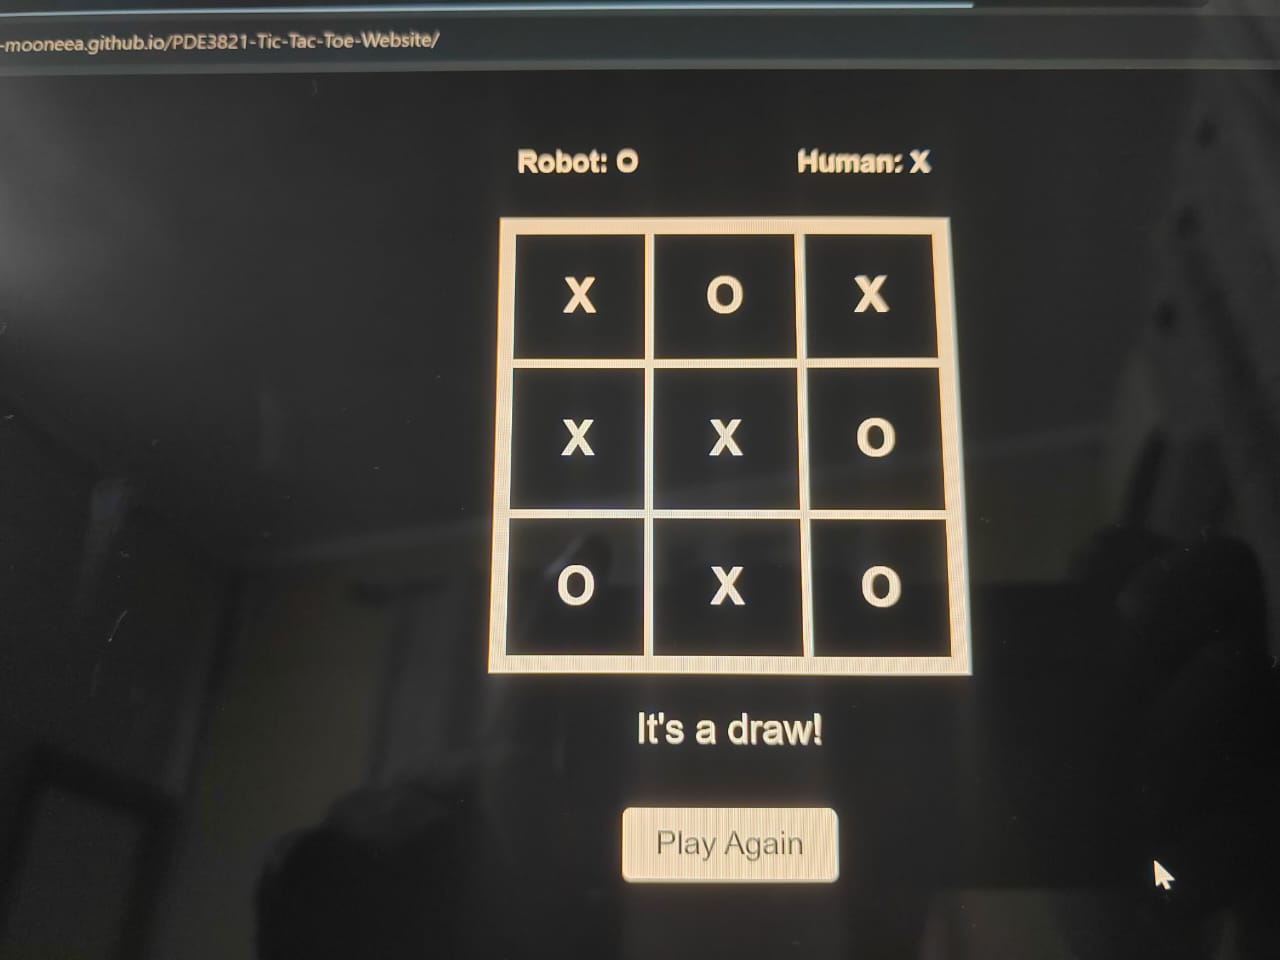 -mooneea.github.io/PDE3821-Tic-Tac-Toe-Website/
Robot: O Human: X
X O X
X X O
O X O
It's a draw!
Play Again